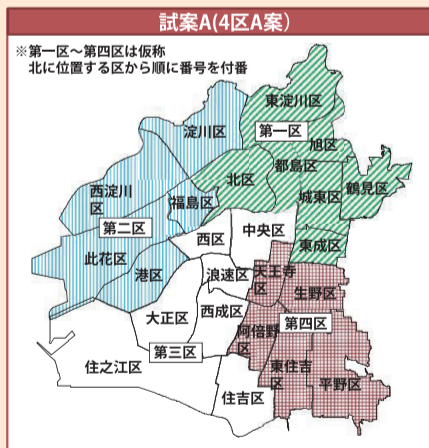 試案A(4区A案)
※第一区～第四区は仮称
北に位置する区から順に番号を付番
東淀川区
淀川区
第一区
旭区
都島区
北区
鶴見区
城東区
西淀川
区
福島区
第二区
中央区
西区
東成区
此花区
港区
浪速区
天王寺
区
生野区
大正区
西成区
阿倍野
区
第四区
第三区
住之江区
東住吉
区
平野区
住吉区